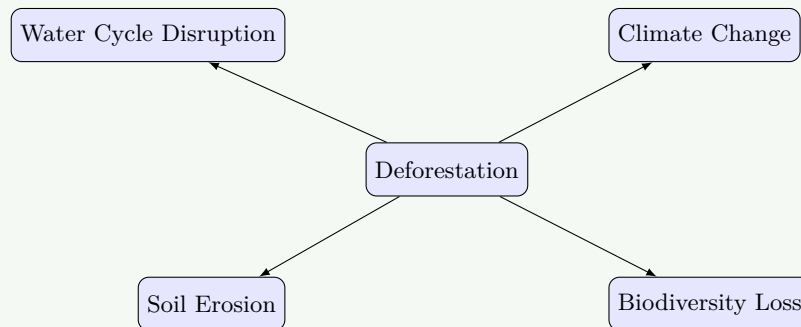 Water Cycle Disruption
Climate Change
Deforestation
Soil Erosion
Biodiversity Loss